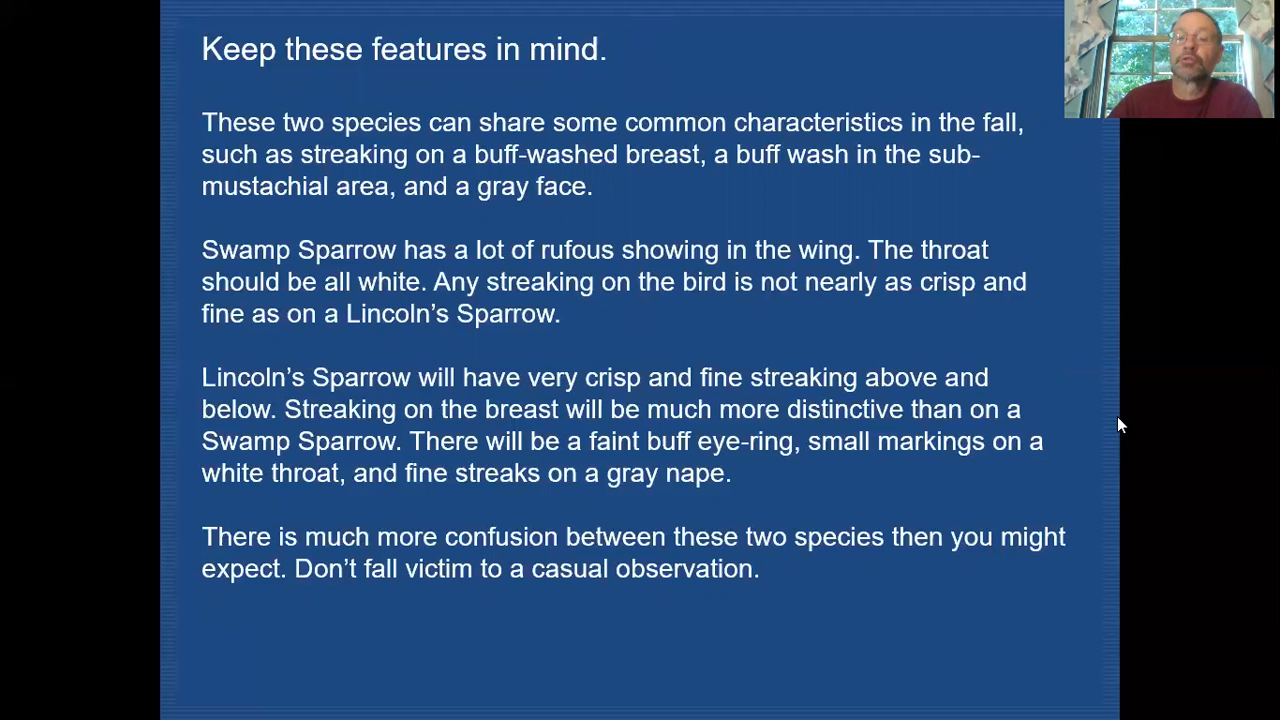 Keep these features in mind.
These two species can share some common characteristics in the fall,
such as streaking on a buff-washed breast, a buff wash in the sub-
mustachial area, and a gray face.
Swamp Sparrow has a lot of rufous showing in the wing. The throat
should be all white. Any streaking on the bird is not nearly as crisp and
fine as on a Lincoln’s Sparrow.
Lincoln’s Sparrow will have very crisp and fine streaking above and
below. Streaking on the breast will be much more distinctive than on a
Swamp Sparrow. There will be a faint buff eye-ring, small markings on a
white throat, and fine streaks on a gray nape.
There is much more confusion between these two species then you might
expect. Don’t fall victim to a casual observation.